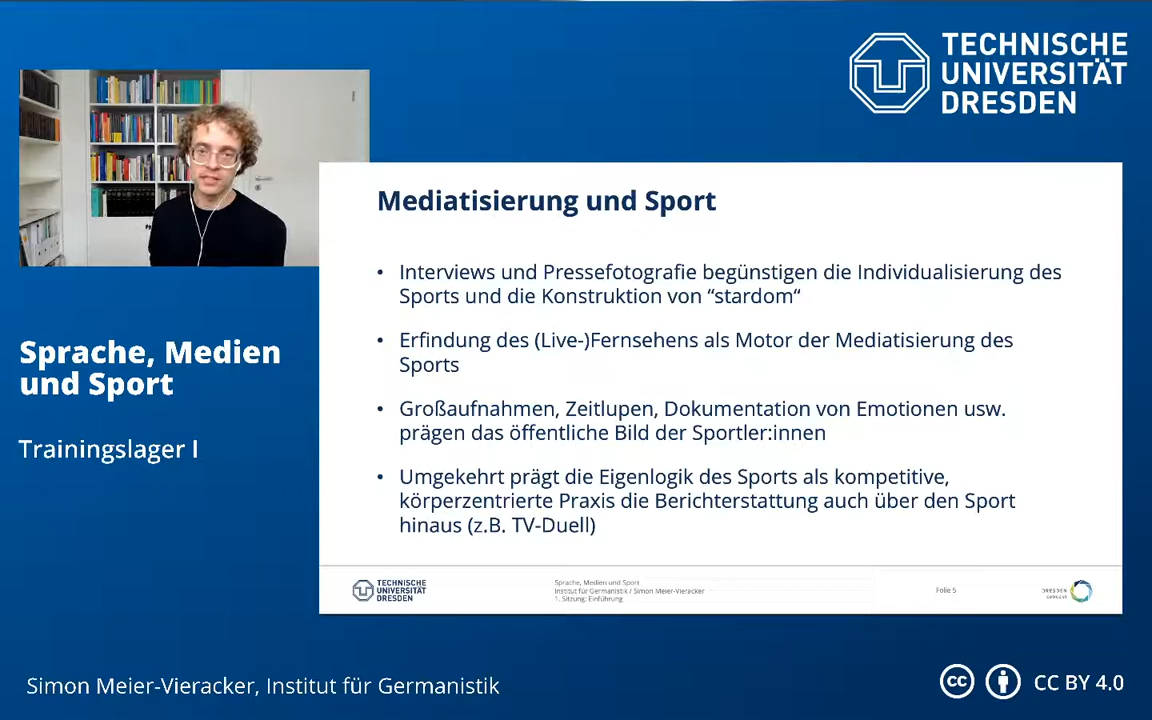 TECHNISCHE
UNIVERSITÄT
DRESDEN
Mediatisierung und Sport
• Interviews und Pressefotografie begünstigen die Individualisierung des
Sports und die Konstruktion von “stardom“
• Erfindung des (Live-)Fernsehens als Motor der Mediatisierung des
Sports
• Großaufnahmen, Zeitlupen, Dokumentation von Emotionen usw.
prägen das öffentliche Bild der Sportler:innen
• Umgekehrt prägt die Eigenlogik des Sports als kompetitive,
körperzentrierte Praxis die Berichterstattung auch über den Sport
hinaus (z.B. TV-Duell)
Sprache, Medien
und Sport
Trainingslager I
TECHNISCHE
UNIVERSITÄT
DRESDEN
Sprache, Medien und Sport
Institut für Germanistik / Simon Meier-Vieracker
1. Sitzung: Einführung
Folie 5
DRESDEN
concept
Simon Meier-Vieracker, Institut für Germanistik
cc
CC BY 4.0